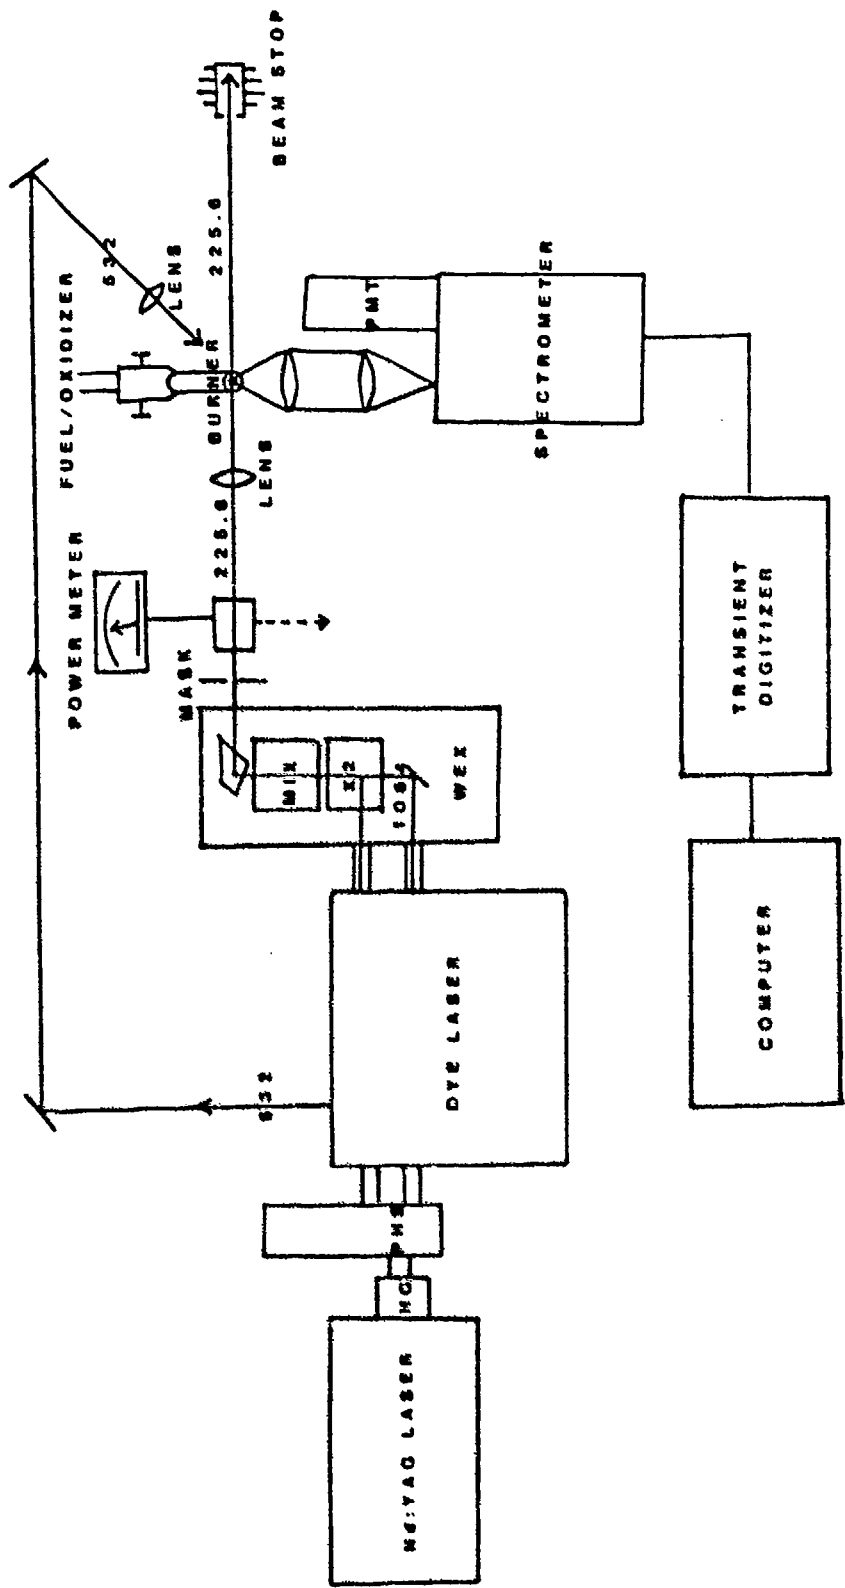 Nd:YAG LASER
HG
PHS
DYE LASER
532
WEX
MIX
X2
1064
MASK
POWER METER
225.6
LENS
FUEL/OXIDIZER
BURNER
532
LENS
225.6
BEAM STOP
PMT
SPECTROMETER
TRANSIENT
DIGITIZER
COMPUTER